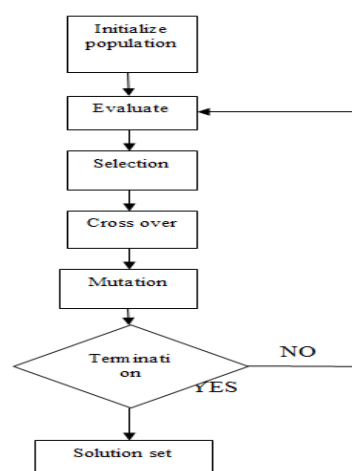 Initialize
population
Evaluate
Selection
Cross over
Mutation
Terminati
on
NO
YES
Solution set